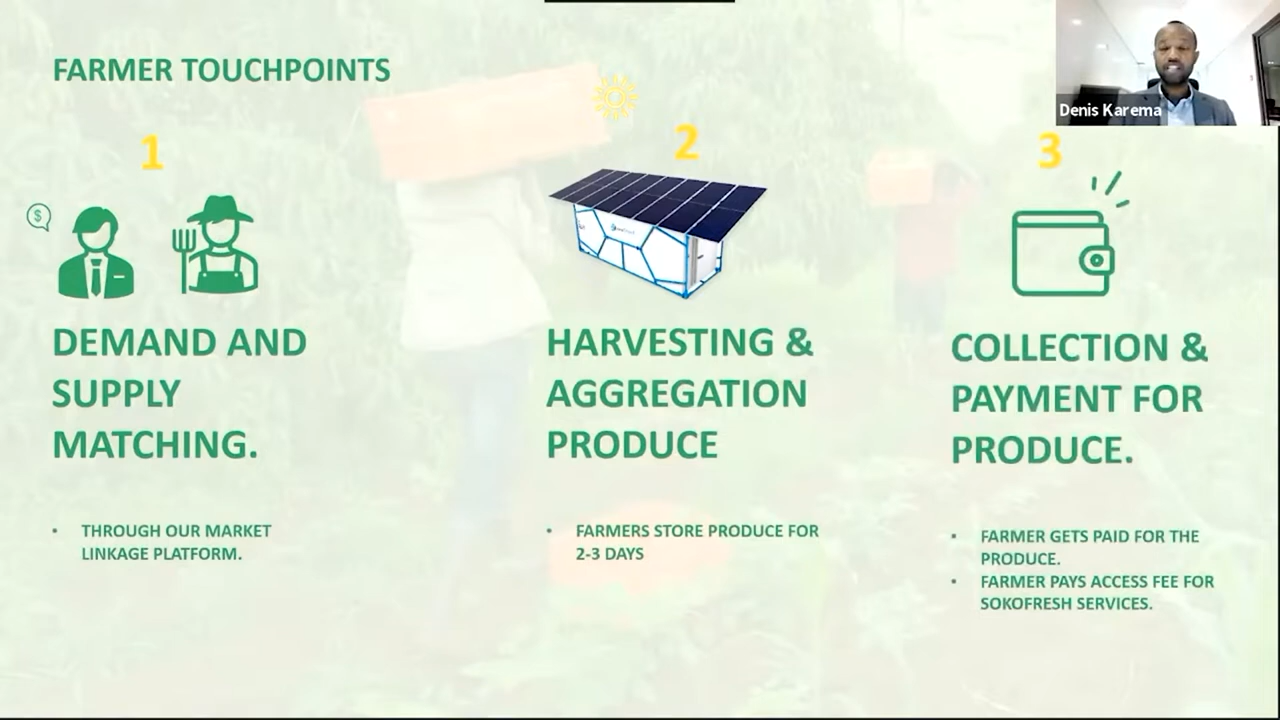 FARMER TOUCHPOINTS
Denis Karema
1
2
3
$
DEMAND AND
SUPPLY
MATCHING.
HARVESTING &
AGGREGATION
PRODUCE
COLLECTION &
PAYMENT FOR
PRODUCE.
• THROUGH OUR MARKET
LINKAGE PLATFORM.
• FARMERS STORE PRODUCE FOR
2-3 DAYS
• FARMER GETS PAID FOR THE
PRODUCE.
• FARMER PAYS ACCESS FEE FOR
SOKOFRESH SERVICES.